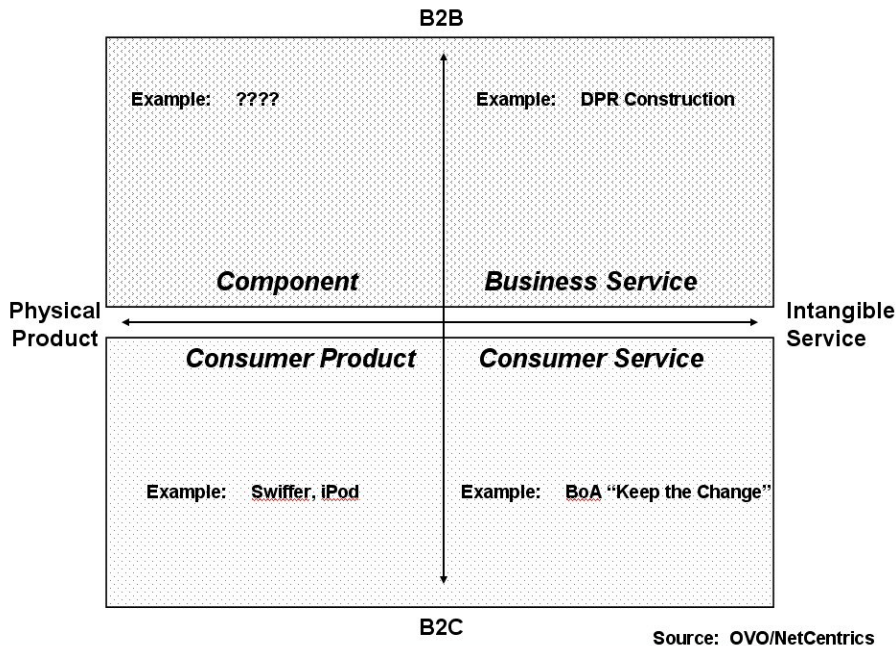 B2B
Example: ????
Example: DPR Construction
Component
Business Service
Physical
Product
Intangible
Service
Consumer Product
Consumer Service
Example: Swiffer, iPod
Example: BoA “Keep the Change”
B2C
Source: OVO/NetCentrics